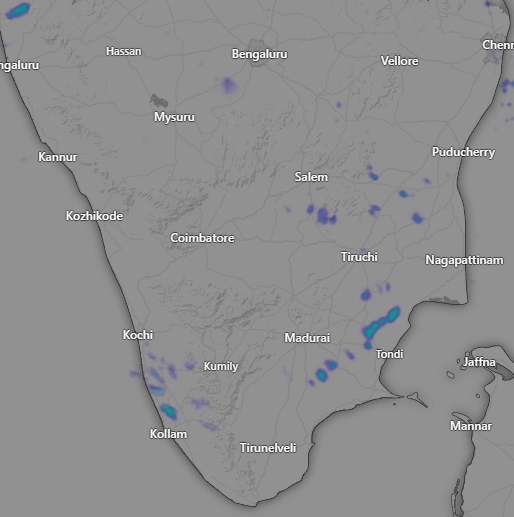 Hassan
Bengaluru
Chenn
ngaluru
Vellore
Mysuru
Kannur
Puducherry
Salem
Kozhikode
Coimbatore
Tiruchi
Nagapattinam
Kochi
Madurai
Tondi
Jaffna
Kumily
Mannar
Kollam
Tirunelveli